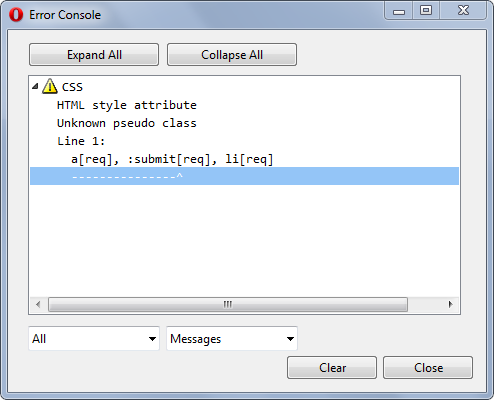 Error Console
Expand All Collapse All
CSS
HTML style attribute
Unknown pseudo class
Line 1:
a[req], :submit[req], li[req]
---------------^
All Messages
Clear Close